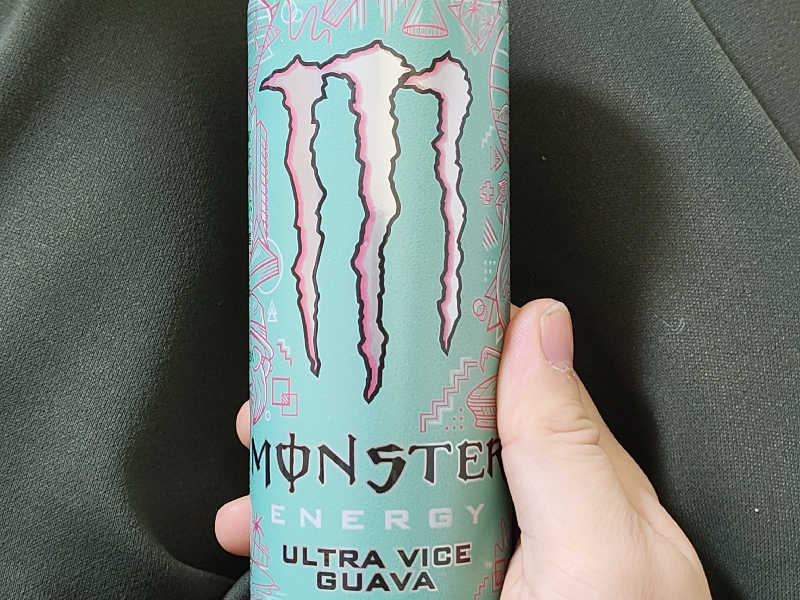 MONSTER
ENERGY
ULTRA VICE
GUAVA